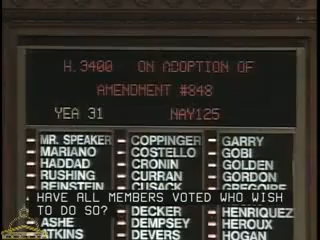 H.3400 ON ADOPTION OF
AMENDMENT #848
YEA 31 NAY125
MR. SPEAKER COPPINGER GARRY
MARIANO COSTELLO GOBI
HADDAD CRONIN GOLDEN
RUSHING CURRAN GORDON
REINSTEIN CUSACK GREGOIRE
HAVE ALL MEMBERS VOTED WHO WISH
TO DO SO?
DECKER HENRIQUEZ
ASHE DEMPSEY HEROUX
ATKINS DEVERS HOGAN